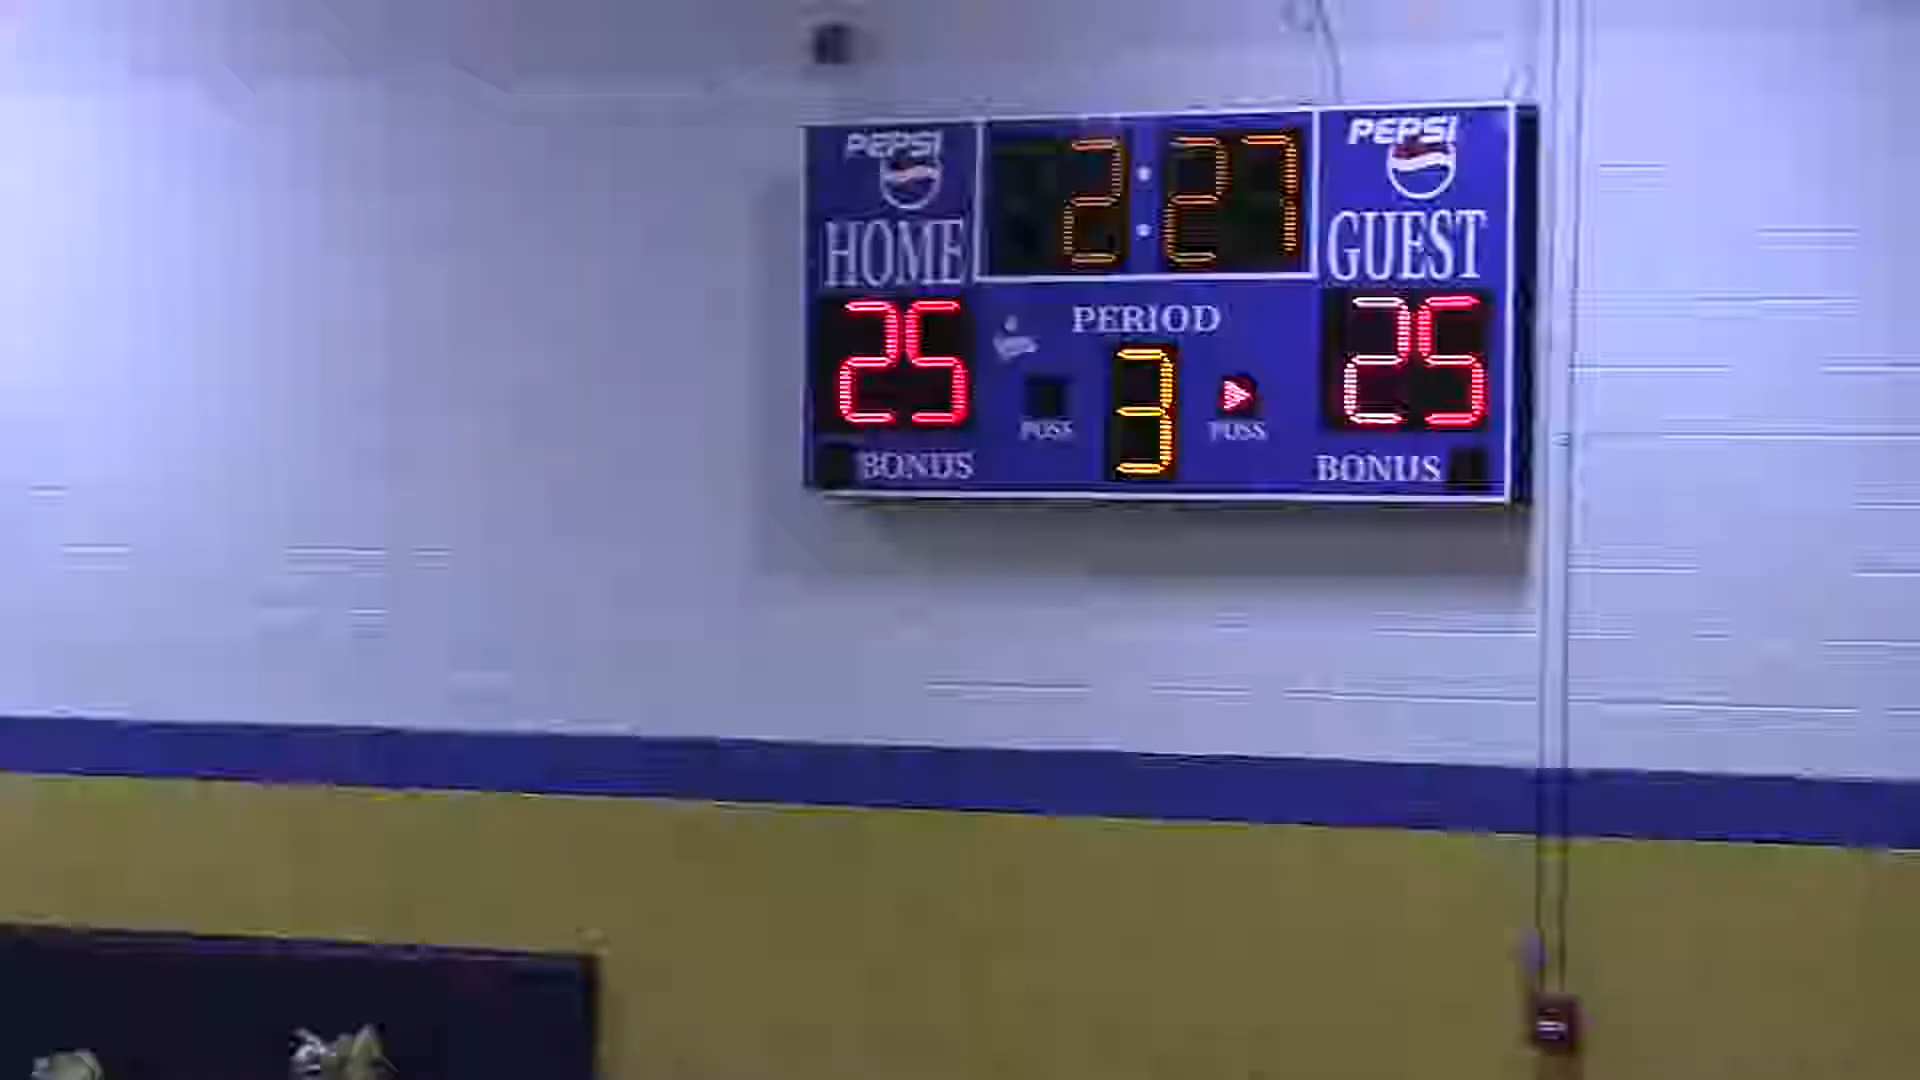 PEPSI
HOME
2:27
PEPSI
GUEST
25
PERIOD
3
25
POSS
POSS
BONUS
BONUS